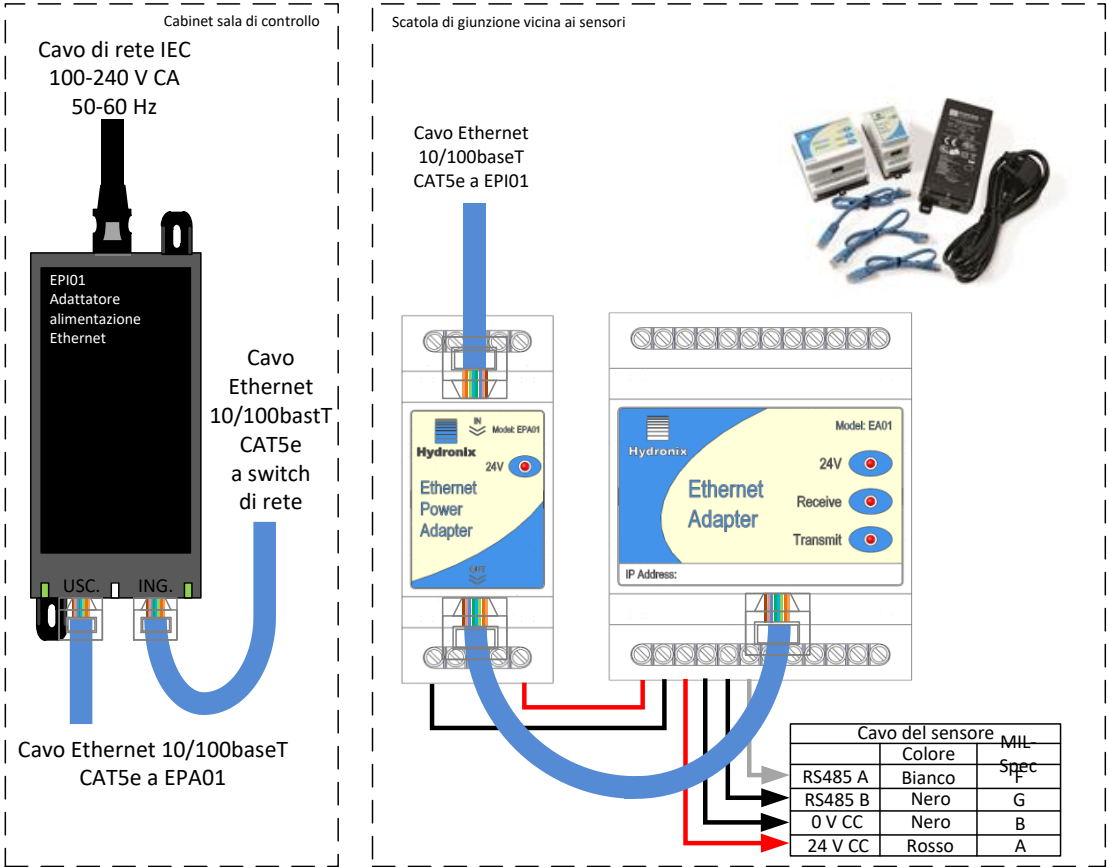 Cabinet sala di controllo
Cavo di rete IEC
100-240 V CA
50-60 Hz
EPI01
Adattatore
alimentazione
Ethernet
Cavo
Ethernet
10/100bastT
CAT5e
a switch
di rete
USC.
ING.
Cavo Ethernet 10/100baseT
CAT5e a EPA01
Scatola di giunzione vicina ai sensori
Cavo Ethernet
10/100baseT
CAT5e a EPI01
IN
Model: EPA01
Hydronix
24V
Ethernet
Power
Adapter
OUT
Model: EA01
Hydronix
24V
Ethernet
Adapter
Receive
Transmit
IP Address:
Cavo del sensore
Colore MIL-Spec
RS485 A Bianco F
RS485 B Nero G
0 V CC Nero B
24 V CC Rosso A